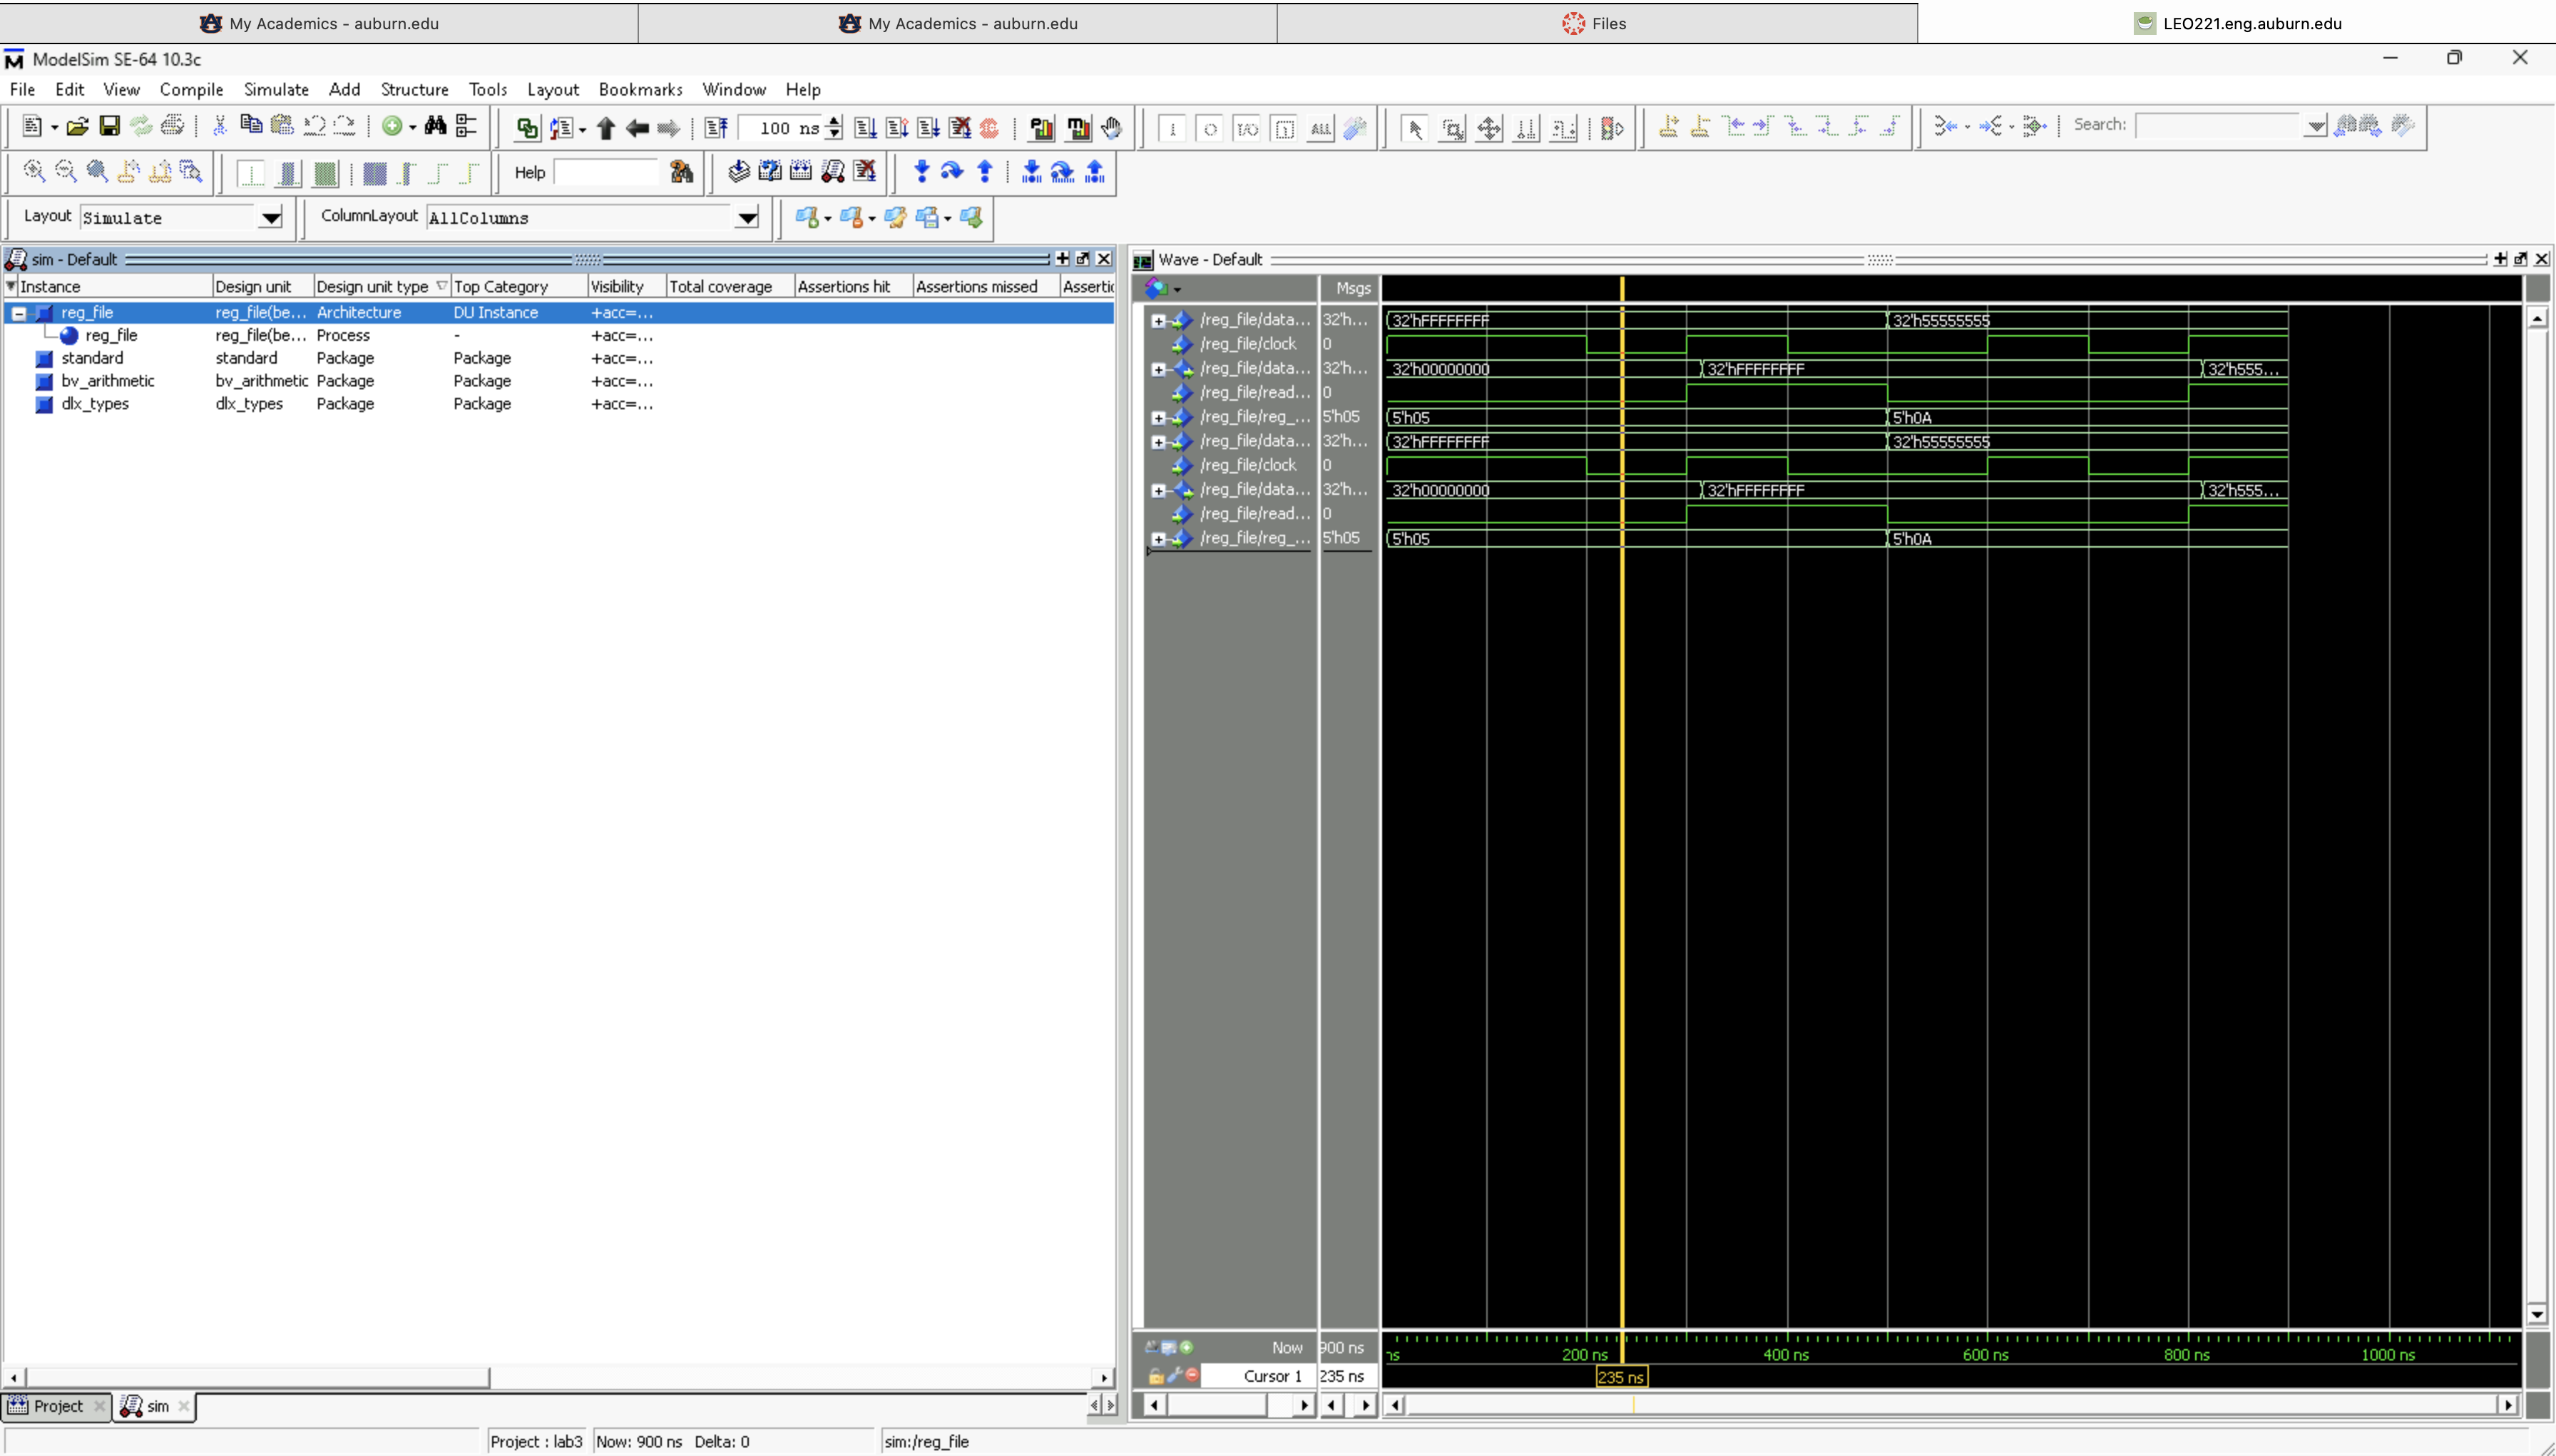 My Academics - auburn.edu
My Academics - auburn.edu
Files
LEO221.eng.auburn.edu
ModelSim SE-64 10.3c
File Edit View Compile Simulate Add Structure Tools Layout Bookmarks Window Help
100 ns
Search:
Help
Layout Simulate ColumnLayout AllColumns
sim - Default
Instance Design unit Design unit type Top Category Visibility Total coverage Assertions hit Assertions missed Assertic
reg_file reg_file(be... Architecture DU Instance +acc=...
reg_file reg_file(be... Process - +acc=...
standard standard Package Package +acc=...
bv_arithmetic bv_arithmetic Package Package +acc=...
dlx_types dlx_types Package Package +acc=...
Wave - Default
Msgs
/reg_file/data... 32'h... 32'hFFFFFFFF 32'h55555555
/reg_file/clock 0
/reg_file/data... 32'h... 32'h00000000 32'hFFFFFFFF 32'h555...
/reg_file/read... 0
/reg_file/reg_... 5'h05 5'h05 5'h0A
/reg_file/data... 32'h... 32'hFFFFFFFF 32'h55555555
/reg_file/clock 0
/reg_file/data... 32'h... 32'h00000000 32'hFFFFFFFF 32'h555...
/reg_file/read... 0
/reg_file/reg_... 5'h05 5'h05 5'h0A
Now 900 ns ns 200 ns 400 ns 600 ns 800 ns 1000 ns
Cursor 1 235 ns 235 ns
Project sim
Project : lab3 Now: 900 ns Delta: 0 sim:/reg_file